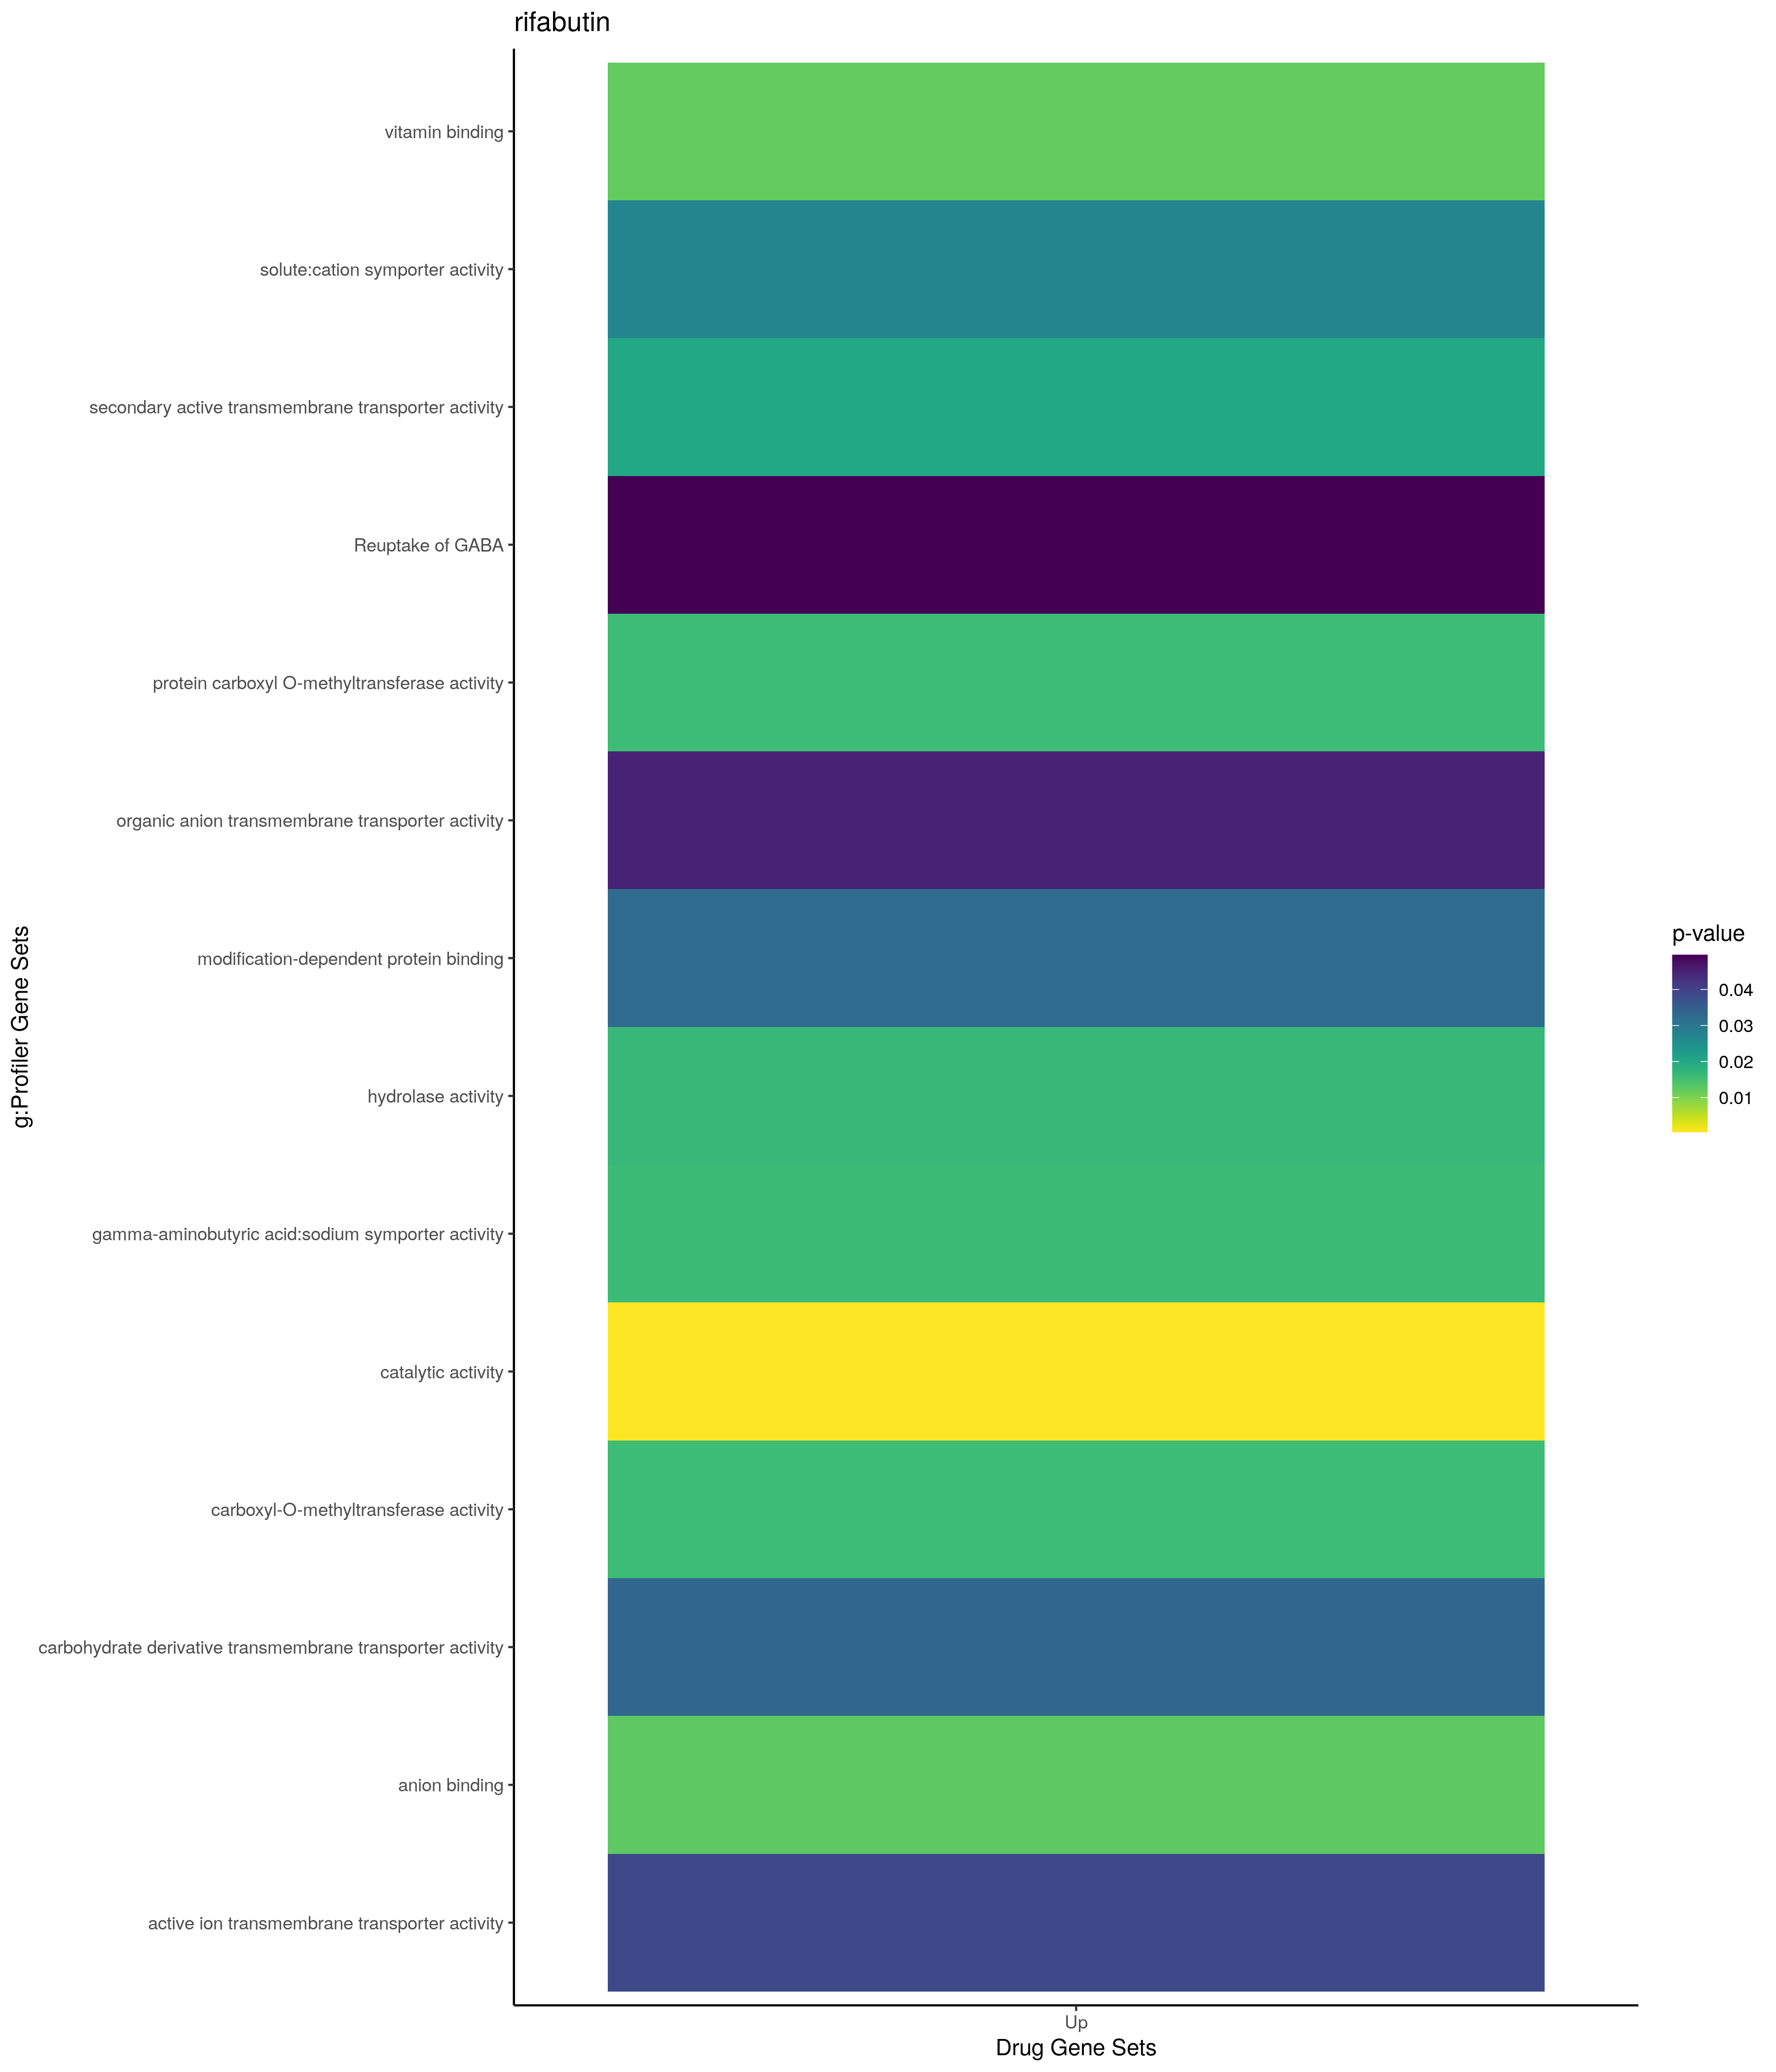 rifabutin
vitamin binding
solute:cation symporter activity
secondary active transmembrane transporter activity
Reuptake of GABA
protein carboxyl O-methyltransferase activity
organic anion transmembrane transporter activity
modification-dependent protein binding
hydrolase activity
gamma-aminobutyric acid:sodium symporter activity
catalytic activity
carboxyl-O-methyltransferase activity
carbohydrate derivative transmembrane transporter activity
anion binding
active ion transmembrane transporter activity
g:Profiler Gene Sets
Up
Drug Gene Sets
p-value
0.04
0.03
0.02
0.01